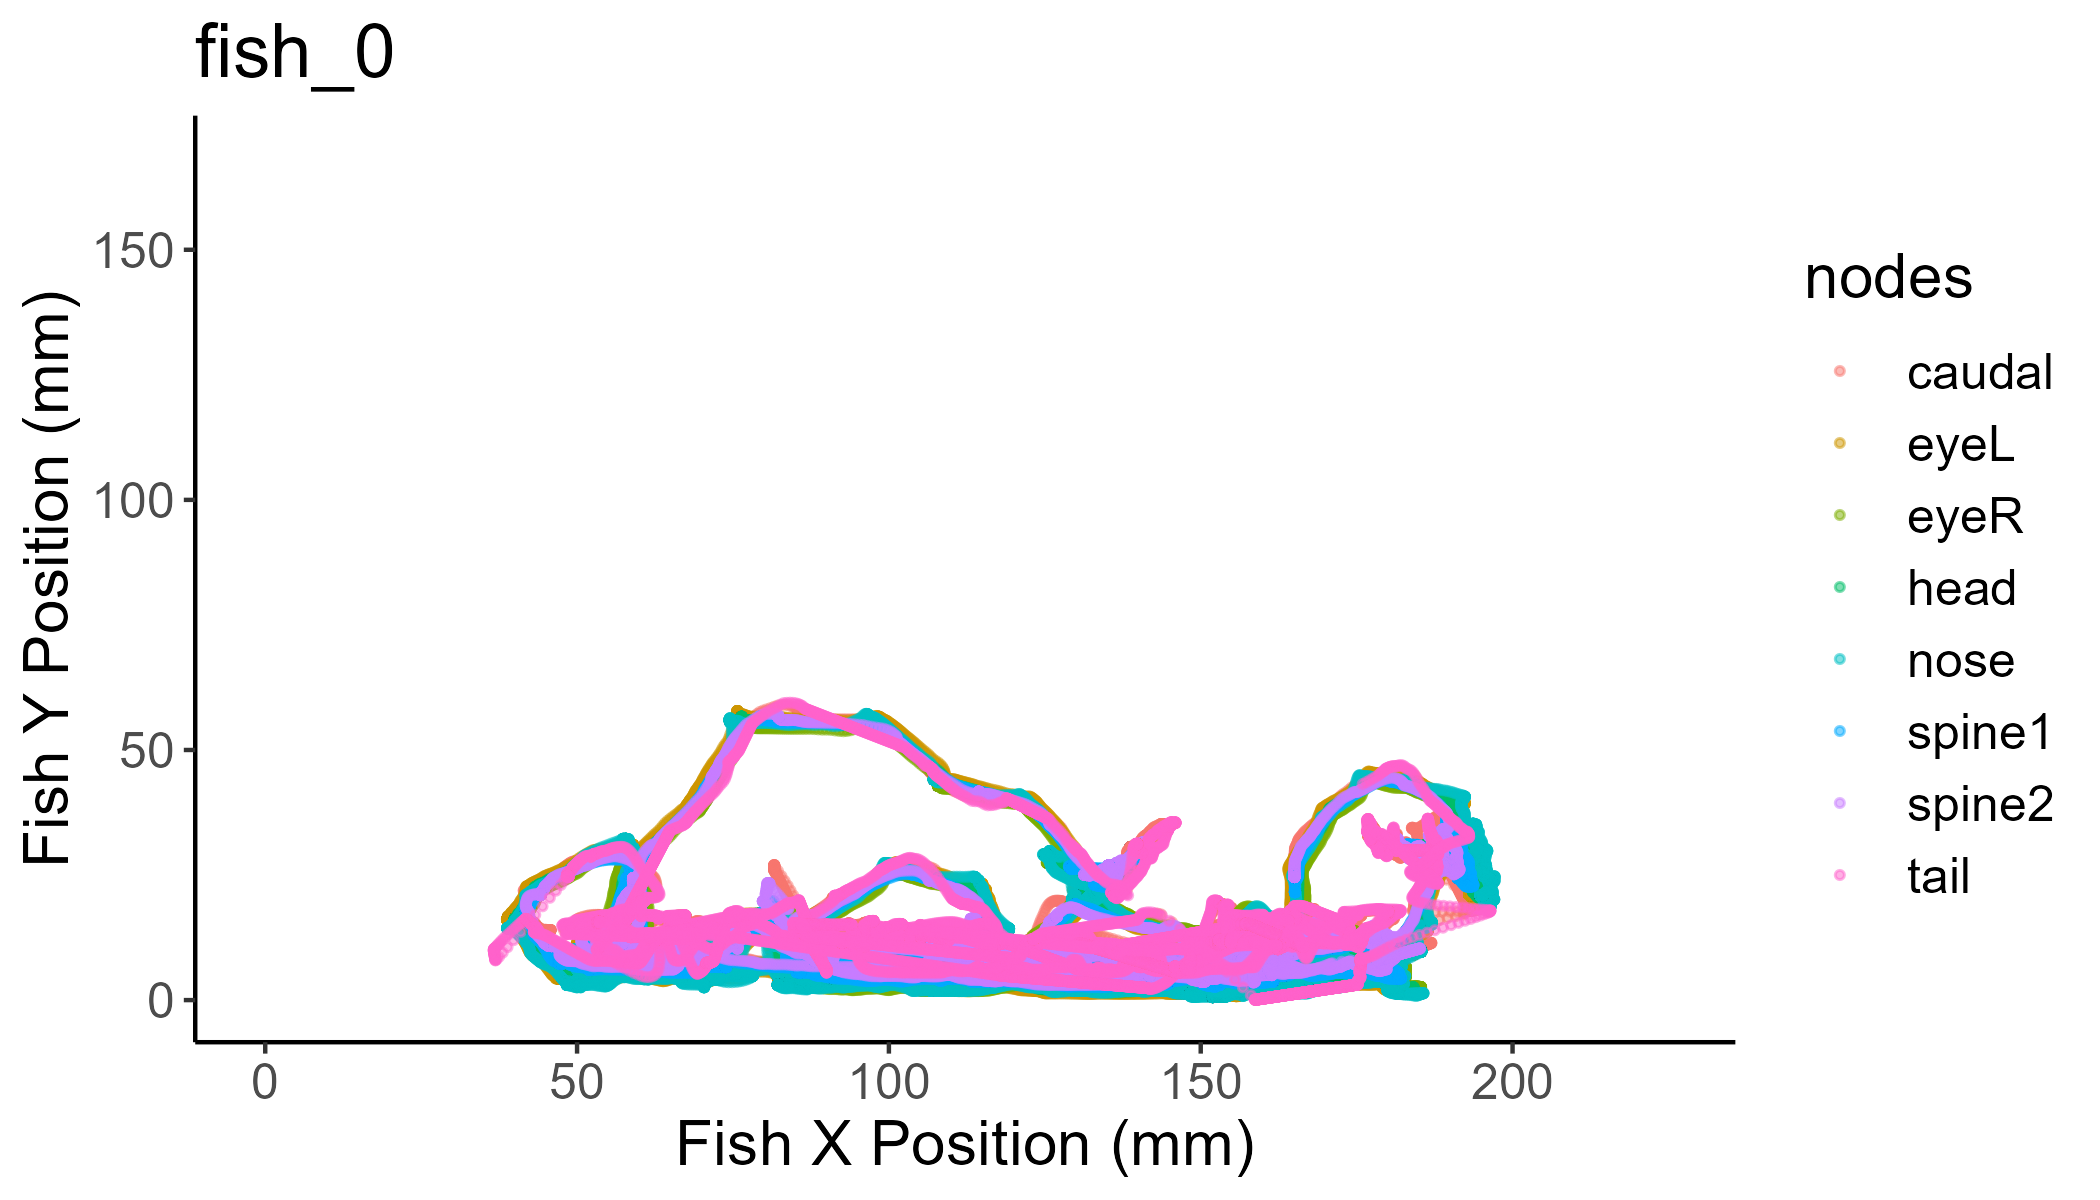 fish_0
150
100
50
0
Fish Y Position (mm)
0
50
100
150
200
Fish X Position (mm)
nodes
caudal
eyeL
eyeR
head
nose
spine1
spine2
tail